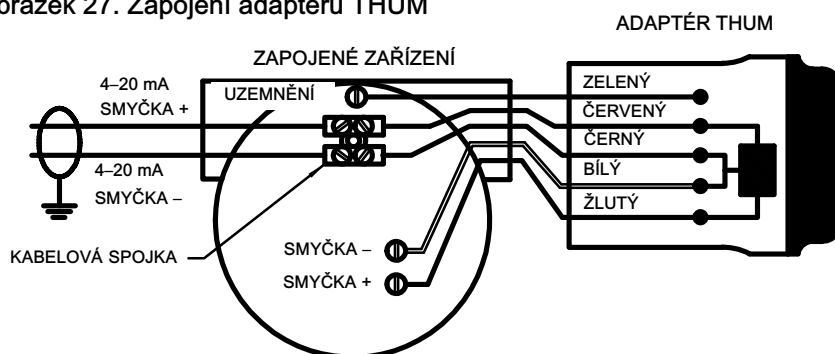 27. Zapojení adaptéru THUM
ADAPTÉR THUM
ZAPOJENÉ ZAŘÍZENÍ
4–20 mA
SMYČKA +
UZEMNĚNÍ
ZELENÝ
ČERVENÝ
ČERNÝ
BÍLÝ
ŽLUTÝ
4–20 mA
SMYČKA –
KABELOVÁ SPOJKA
SMYČKA –
SMYČKA +